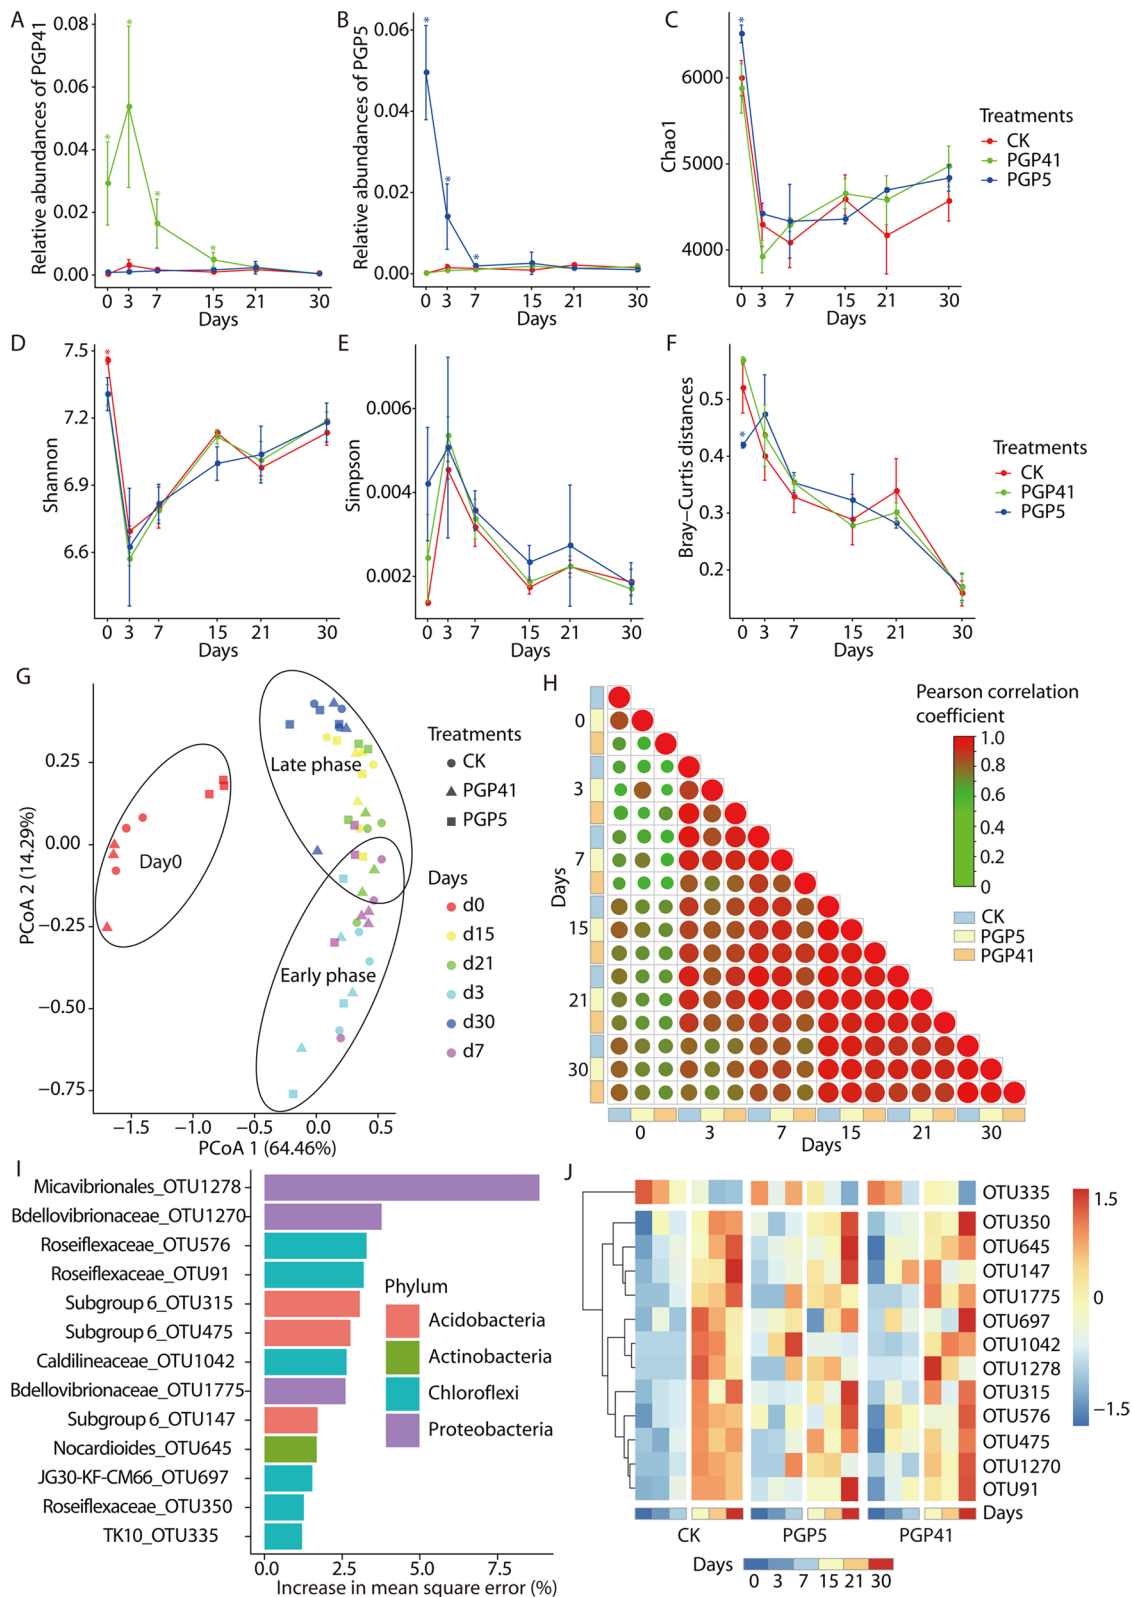 A
Relative abundances of PGP41
0.08
0.06
0.04
0.02
0.00
*
*
*
*
0 3 7 15 21 30
Days
B
Relative abundances of PGP5
0.06
0.04
0.02
0.00
*
*
*
0 3 7 15 21 30
Days
C
Chao1
6000
5000
4000
*
0 3 7 15 21 30
Days
Treatments
CK
PGP41
PGP5
D
Shannon
7.5
7.2
6.9
6.6
*
0 3 7 15 21 30
Days
E
Simpson
0.006
0.004
0.002
0 3 7 15 21 30
Days
F
Bray−Curtis distances
0.5
0.4
0.3
0.2
*
0 3 7 15 21 30
Days
Treatments
CK
PGP41
PGP5
G
PCoA 2 (14.29%)
0.25
0.00
−0.25
−0.50
−0.75
Late phase
Day0
Early phase
−1.5 −1.0 −0.5 0.0 0.5
PCoA 1 (64.46%)
Treatments
CK
PGP41
PGP5
Days
d0
d15
d21
d3
d30
d7
H
Days
0
3
7
15
21
30
0 3 7 15 21 30
Days
Pearson correlation
coefficient
1.0
0.8
0.6
0.4
0.2
0
CK
PGP5
PGP41
I
Micavibrionales_OTU1278
Bdellovibrionaceae_OTU1270
Roseiflexaceae_OTU576
Roseiflexaceae_OTU91
Subgroup 6_OTU315
Subgroup 6_OTU475
Caldilineaceae_OTU1042
Bdellovibrionaceae_OTU1775
Subgroup 6_OTU147
Nocardioides_OTU645
JG30-KF-CM66_OTU697
Roseiflexaceae_OTU350
TK10_OTU335
0.0 2.5 5.0 7.5
Increase in mean square error (%)
Phylum
Acidobacteria
Actinobacteria
Chloroflexi
Proteobacteria
J
OTU335
OTU350
OTU645
OTU147
OTU1775
OTU697
OTU1042
OTU1278
OTU315
OTU576
OTU475
OTU1270
OTU91
Days
CK PGP5 PGP41
Days
0 3 7 15 21 30
1.5
0
−1.5